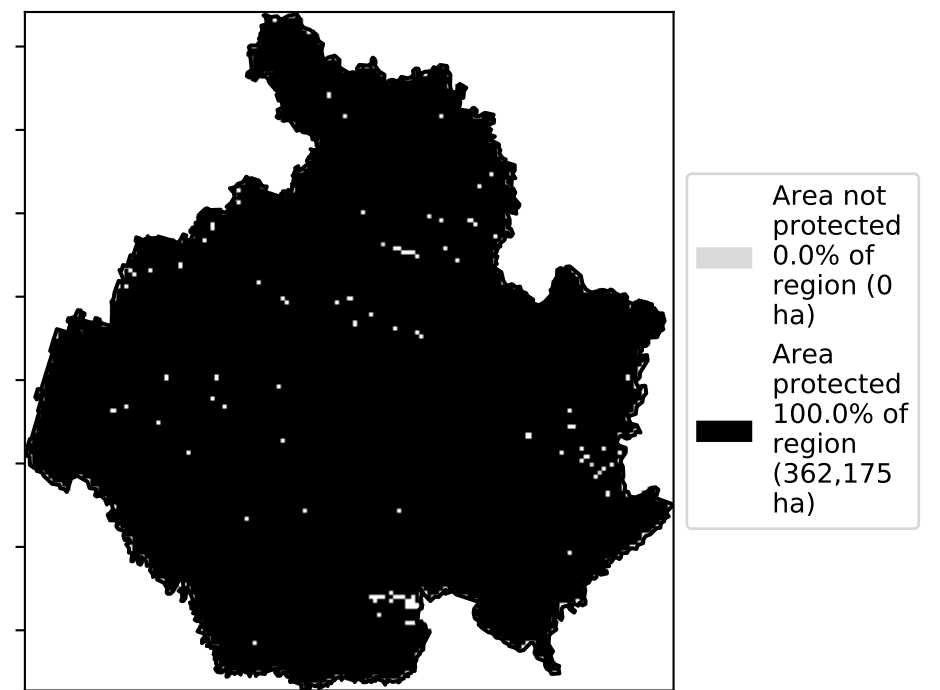 Area not
protected
0.0% of
region (0
ha)
Area
protected
100.0% of
region
(362,175
ha)